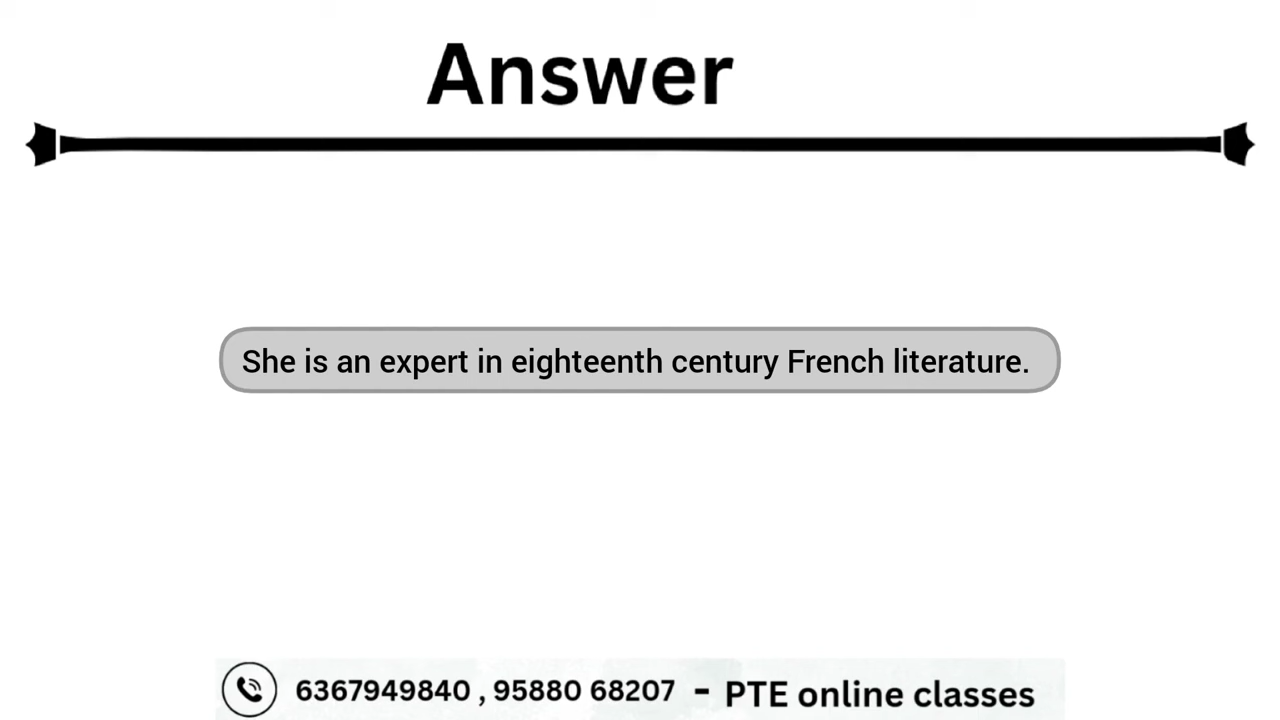 Answer
She is an expert in eighteenth century French literature.
6367949840 , 95880 68207 - PTE online classes